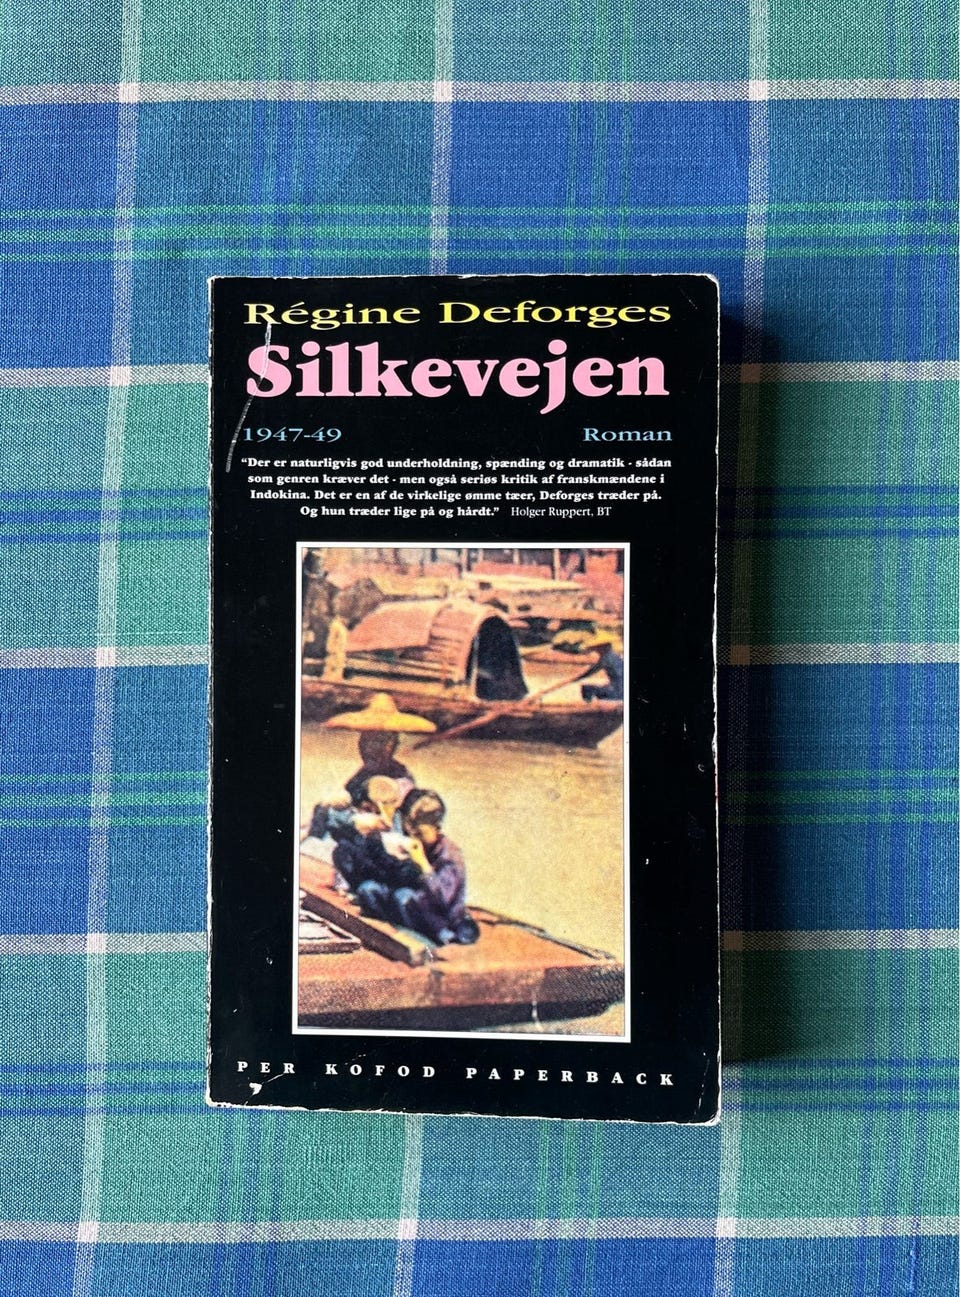 Régine Deforges
Silkevejen
1947-49 Roman
“Der er naturligvis god underholdning, spænding og dramatik - sådan
som genren kræver det - men også seriøs kritik af franskmændene i
Indokina. Det er en af de virkelige ømme tæer, Deforges træder på.
Og hun træder lige på og hårdt.” Holger Ruppert, BT
PER KOFOD PAPERBACK